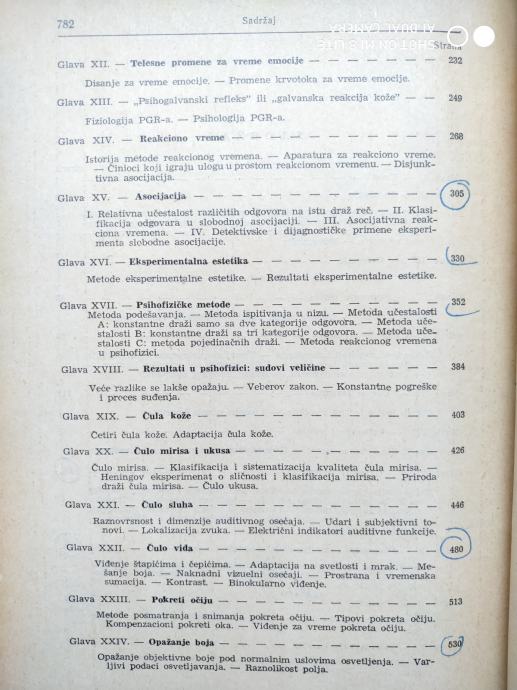 782
Sadržaj
SHOT ON MI 8 LITE
AI DUAL CAMERA
Strana
Glava XII. — Telesne promene za vreme emocije — — — — — — 232
Disanje za vreme emocije. — Promene krvotoka za vreme emocije.
Glava XIII. — „Psihogalvanski refleks" ili „galvanska reakcija kože" — — 249
Fiziologija PGR-a. — Psihologija PGR-a.
Glava XIV. — Reakciono vreme — — — — — — — — — — 268
Istorija metode reakcionog vremena. — Aparatura za reakciono vreme.
— Činioci koji igraju ulogu u prostom reakcionom vremenu. — Disjunk-
tivna asocijacija.
Glava XV. — Asocijacija — — — — — — — — — — — — 305
I. Relativna učestalost različitih odgovora na istu draž reč. — II. Klasi-
fikacija odgovara u slobodnoj asocijaciji. — III. Asocijativna reak-
ciona vremena. — IV. Detektivske i dijagnostičke primene eksperi-
menta slobodne asocijacije.
Glava XVI. — Eksperimentalna estetika — — — — — — — — — 330
Metode eksperimentalne estetike. — Rezultati eksperimentalne estetike.
Glava XVII. — Psihofizičke metode — — — — — — — — — — 352
Metoda podešavanja. — Metoda ispitivanja u nizu. — Metoda učestalosti
A: konstantne draži samo sa dve kategorije odgovora. — Metoda uče-
stalosti B: konstantne draži sa tri kategorije odgovora. — Metoda uče-
stalosti C: metoda pojedinačnih draži. — Metoda reakcionog vremena
u psihofizici.
Glava XVIII. — Rezultati u psihofizici: sudovi veličine — — — — — 384
Veće razlike se lakše opažaju. — Veberov zakon. — Konstantne pogreške
i proces suđenja.
Glava XIX. — Čula kože — — — — — — — — — — — — 403
Četiri čula kože. Adaptacija čula kože.
Glava XX. — Čulo mirisa i ukusa — — — — — — — — — — 426
Čulo mirisa. — Klasifikacija i sistematizacija kvaliteta čula mirisa. —
Heningov eksperimenat o sličnosti i klasifikacija mirisa, — Priroda
draži čula mirisa. — Čulo ukusa.
Glava XXI. — Čulo sluha — — — — — — — — — — — — 446
Raznovrsnost i dimenzije auditivnog osećaja. — Udari i subjektivni to-
novi. — Lokalizacija zvuka. — Električni indikatori auditivne funkcije.
Glava XXII. — Čulo vida — — — — — — — — — — — — 480
Viđenje štapićima i čepićima. — Adaptacija na svetlosti i mrak. — Me-
šanje boja. — Naknadni vizuelni osećaji. — Prostrana i vremenska
sumacija. — Kontrast. — Binokularno viđenje.
Glava XXIII. — Pokreti očiju — — — — — — — — — — — 513
Metode posmatranja i snimanja pokreta očiju. — Tipovi pokreta očiju.
Kompenzacioni pokreti oka. — Viđenje za vreme pokreta očiju.
Glava XXIV. — Opažanje boja — — — — — — — — — — — 530
Opažanje objektivne boje pod normalnim uslovima osvetljenja. — Var-
ljivi podaci osvetljavanja. — Raznolikost polja.